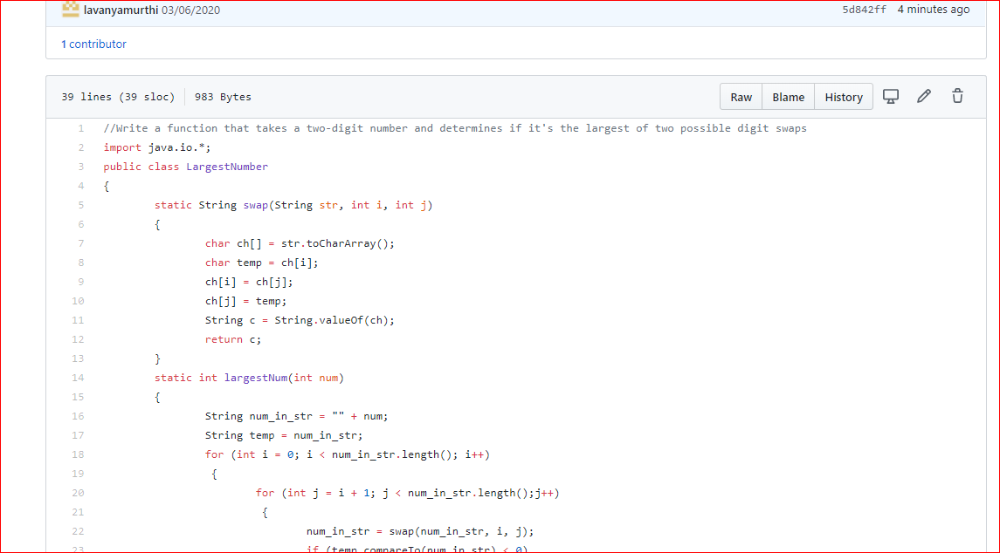 lavanyamurthi 03/06/2020 5d842ff 4 minutes ago
1 contributor
39 lines (39 sloc) 983 Bytes Raw Blame History
1 //Write a function that takes a two-digit number and determines if it's the largest of two possible digit swaps
2 import java.io.*;
3 public class LargestNumber
4 {
5 static String swap(String str, int i, int j)
6 {
7 char ch[] = str.toCharArray();
8 char temp = ch[i];
9 ch[i] = ch[j];
10 ch[j] = temp;
11 String c = String.valueOf(ch);
12 return c;
13 }
14 static int largestNum(int num)
15 {
16 String num_in_str = "" + num;
17 String temp = num_in_str;
18 for (int i = 0; i < num_in_str.length(); i++)
19 {
20 for (int j = i + 1; j < num_in_str.length();j++)
21 {
22 num_in_str = swap(num_in_str, i, j);
23 if (temp.compareTo(num_in_str) < 0)